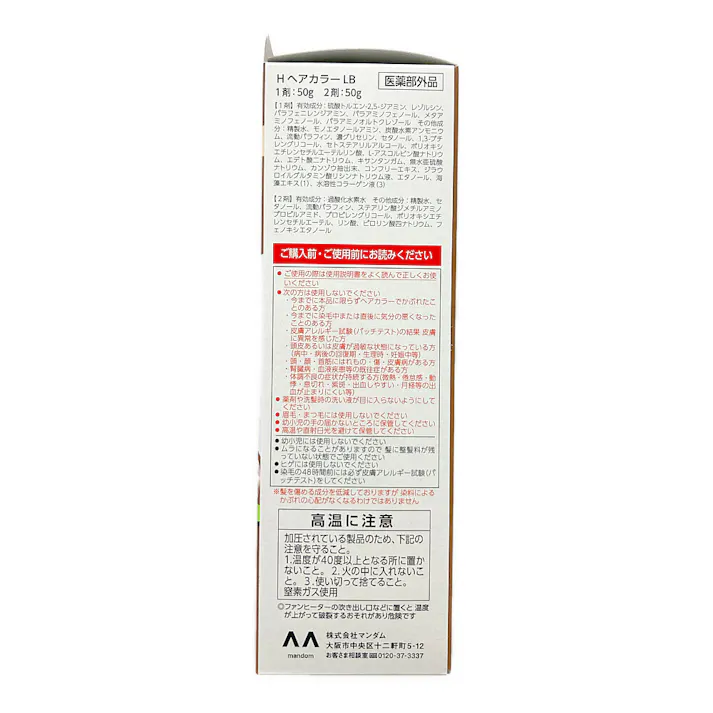 H ヘアカラー LB
医薬部外品
1剤:50g 2剤:50g
【1剤】有効成分:硫酸トルエン-2,5-ジアミン、レゾルシン、
パラフェニレンジアミン、パラアミノフェノール、メタア
ミノフェノール、パラアミノオルトクレゾール その他成
分:精製水、モノエタノールアミン、炭酸水素アンモニウ
ム、流動パラフィン、濃グリセリン、セタノール、1,3-ブチ
レングリコール、セトステアリルアルコール、ポリオキシ
エチレンセチルエーテルリン酸、L-アスコルビン酸ナトリウ
ム、エデト酸二ナトリウム、キサンタンガム、無水亜硫酸
ナトリウム、カンゾウ抽出末、コンフリーエキス、ジラウ
ロイルグルタミン酸リシンナトリウム液、エタノール、海
藻エキス(1)、水溶性コラーゲン液(3)
【2剤】有効成分:過酸化水素水 その他成分:精製水、セ
タノール、流動パラフィン、ステアリン酸ジメチルアミノ
プロピルアミド、プロピレングリコール、ポリオキシエチ
レンセチルエーテル、リン酸、ピロリン酸四ナトリウム、フ
ェノキシエタノール
ご購入前・ご使用前にお読みください
●ご使用の際は使用説明書をよく読んで正しくお使
いください
●次の方は使用しないでください
・今までに本品に限らずヘアカラーでかぶれたこ
とのある方
・今までに染毛中または直後に気分の悪くなった
ことのある方
・皮膚アレルギー試験(パッチテスト)の結果 皮膚
に異常を感じた方
・頭皮あるいは皮膚が過敏な状態になっている方
(病中・病後の回復期・生理時・妊娠中等)
・頭・顔・首筋にはれもの・傷・皮膚病がある方
・腎臓病・血液疾患等の既往症がある方
・体調不良の症状が持続する方(微熱・倦怠感・動
悸・息切れ・紫斑・出血しやすい・月経等の出
血が止まりにくい等)
●薬剤や洗髪時の洗い液が目に入らないようにして
ください
●眉毛・まつ毛には使用しないでください
●幼小児の手の届かないところに保管してください
●高温や直射日光を避けて保管してください
●幼小児には使用しないでください
●ムラになることがありますので 髪に整髪料が残
っていない状態でご使用ください
●ヒゲには使用しないでください
●染毛の48時間前には必ず皮膚アレルギー試験(パ
ッチテスト)をしてください
※髪を傷める成分を低減しておりますが 染料による
かぶれの心配がなくなるわけではありません
高温に注意
加圧されている製品のため、下記の
注意を守ること。
1.温度が40度以上となる所に置か
ないこと。2.火の中に入れないこ
と。3.使い切って捨てること。
窒素ガス使用
◎ファンヒーターの吹き出し口などに置くと 温度
が上がって破裂するおそれがあり危険です
mandom
株式会社マンダム
大阪市中央区十二軒町5-12
お客さま相談室 0120-37-3337